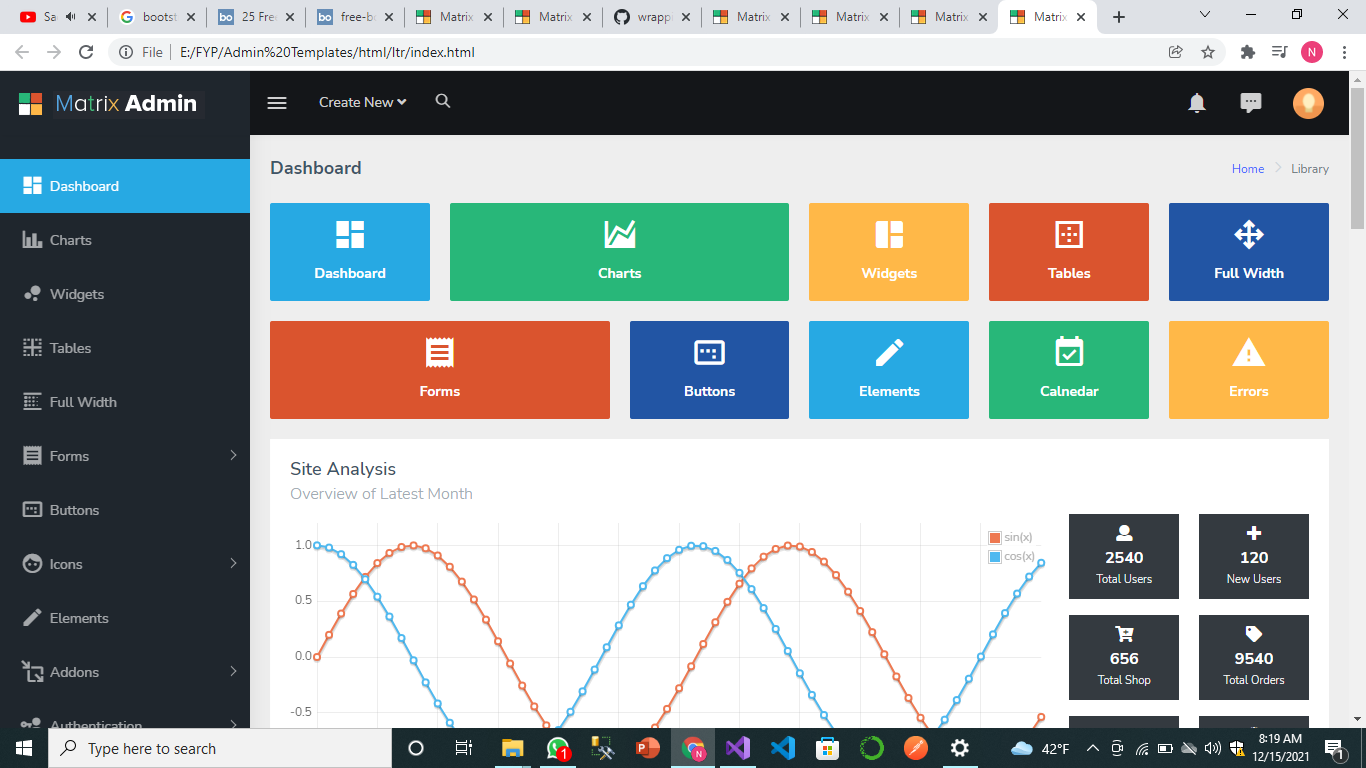 Sa
bootst
25 Fre
free-b
Matrix
Matrix
wrappi
Matrix
Matrix
Matrix
Matrix
File
E:/FYP/Admin%20Templates/html/ltr/index.html
N
Matrix Admin
Create New
Dashboard
Charts
Widgets
Tables
Full Width
Forms
Buttons
Icons
Elements
Addons
Authentication
Dashboard
Home
Library
Dashboard
Charts
Widgets
Tables
Full Width
Forms
Buttons
Elements
Calnedar
Errors
Site Analysis
Overview of Latest Month
1.0
0.5
0.0
-0.5
sin(x)
cos(x)
2540
Total Users
120
New Users
656
Total Shop
9540
Total Orders
Type here to search
1
42°F
8:19 AM
12/15/2021
1